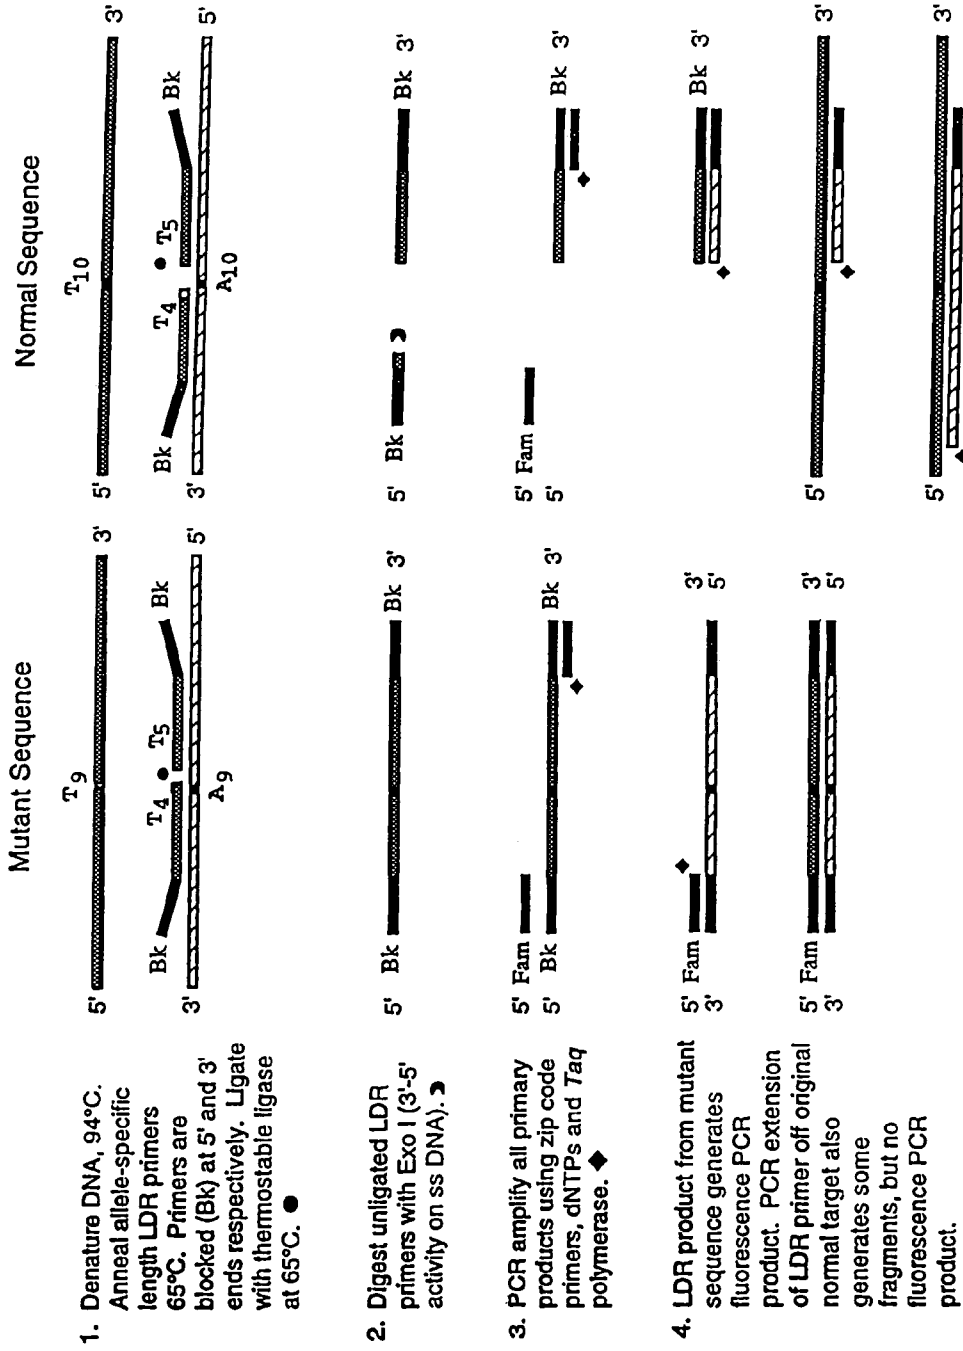 Mutant Sequence
Normal Sequence
1. Denature DNA, 94°C.
Anneal allele-specific
length LDR primers
65°C. Primers are
blocked (Bk) at 5' and 3'
ends respectively. Ligate
with thermostable ligase
at 65°C. ●
T9
5' 3'
Bk T4 T5 Bk
3' 5'
A9
T10
5' 3'
Bk T4 T5 Bk
3' 5'
A10
2. Digest unligated LDR
primers with Exo I (3'-5'
activity on ss DNA).
5' Bk Bk 3'
5' Bk Bk 3'
3. PCR amplify all primary
products using zip code
primers, dNTPs and Taq
polymerase. ◆
5' Fam
5' Bk Bk 3'
5' Fam
5' Bk 3'
4. LDR product from mutant
sequence generates
fluorescence PCR
product. PCR extension
of LDR primer off original
normal target also
generates some
fragments, but no
fluorescence PCR
product.
5' Fam 3'
3' 5'
5' Fam 3'
3' 5'
Bk 3'
5' 3'
5' 3'